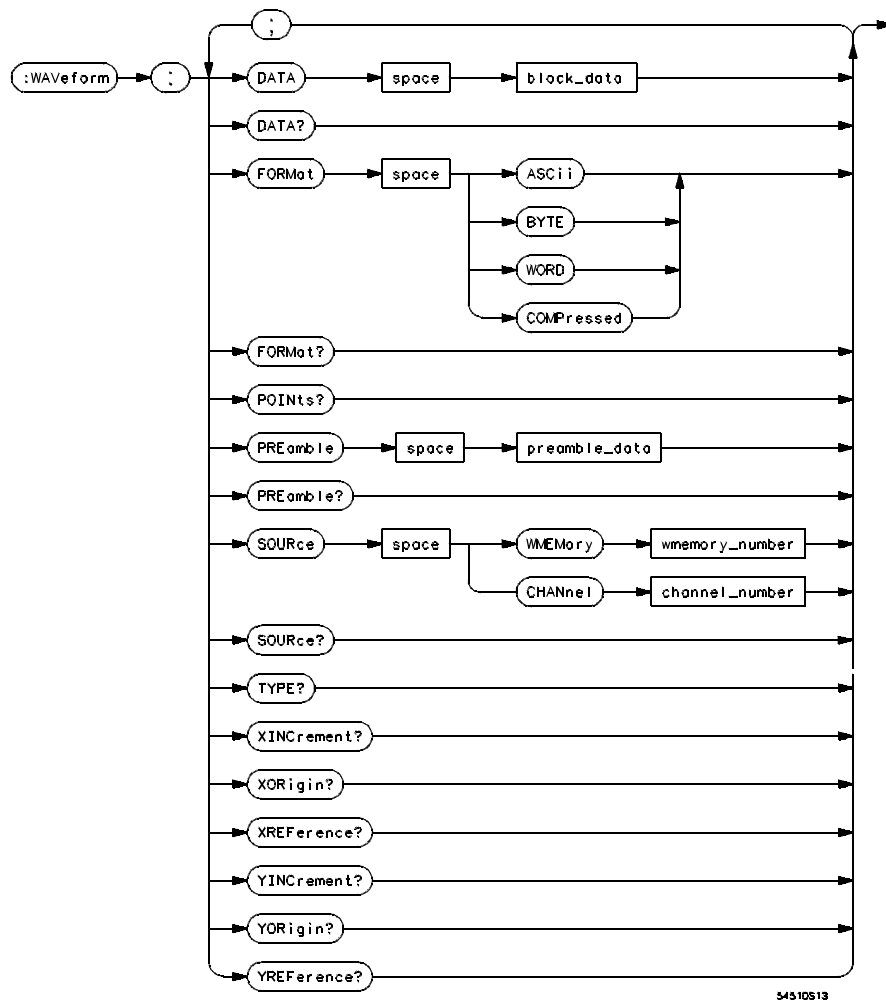 ;
:WAVeform : DATA space block_data
DATA?
FORMat space ASCii
BYTE
WORD
COMPressed
FORMat?
POINts?
PREamble space preamble_data
PREamble?
SOURce space WMEMory wmemory_number
CHANnel channel_number
SOURce?
TYPE?
XINCrement?
XORigin?
XREFerence?
YINCrement?
YORigin?
YREFerence?
54510S13